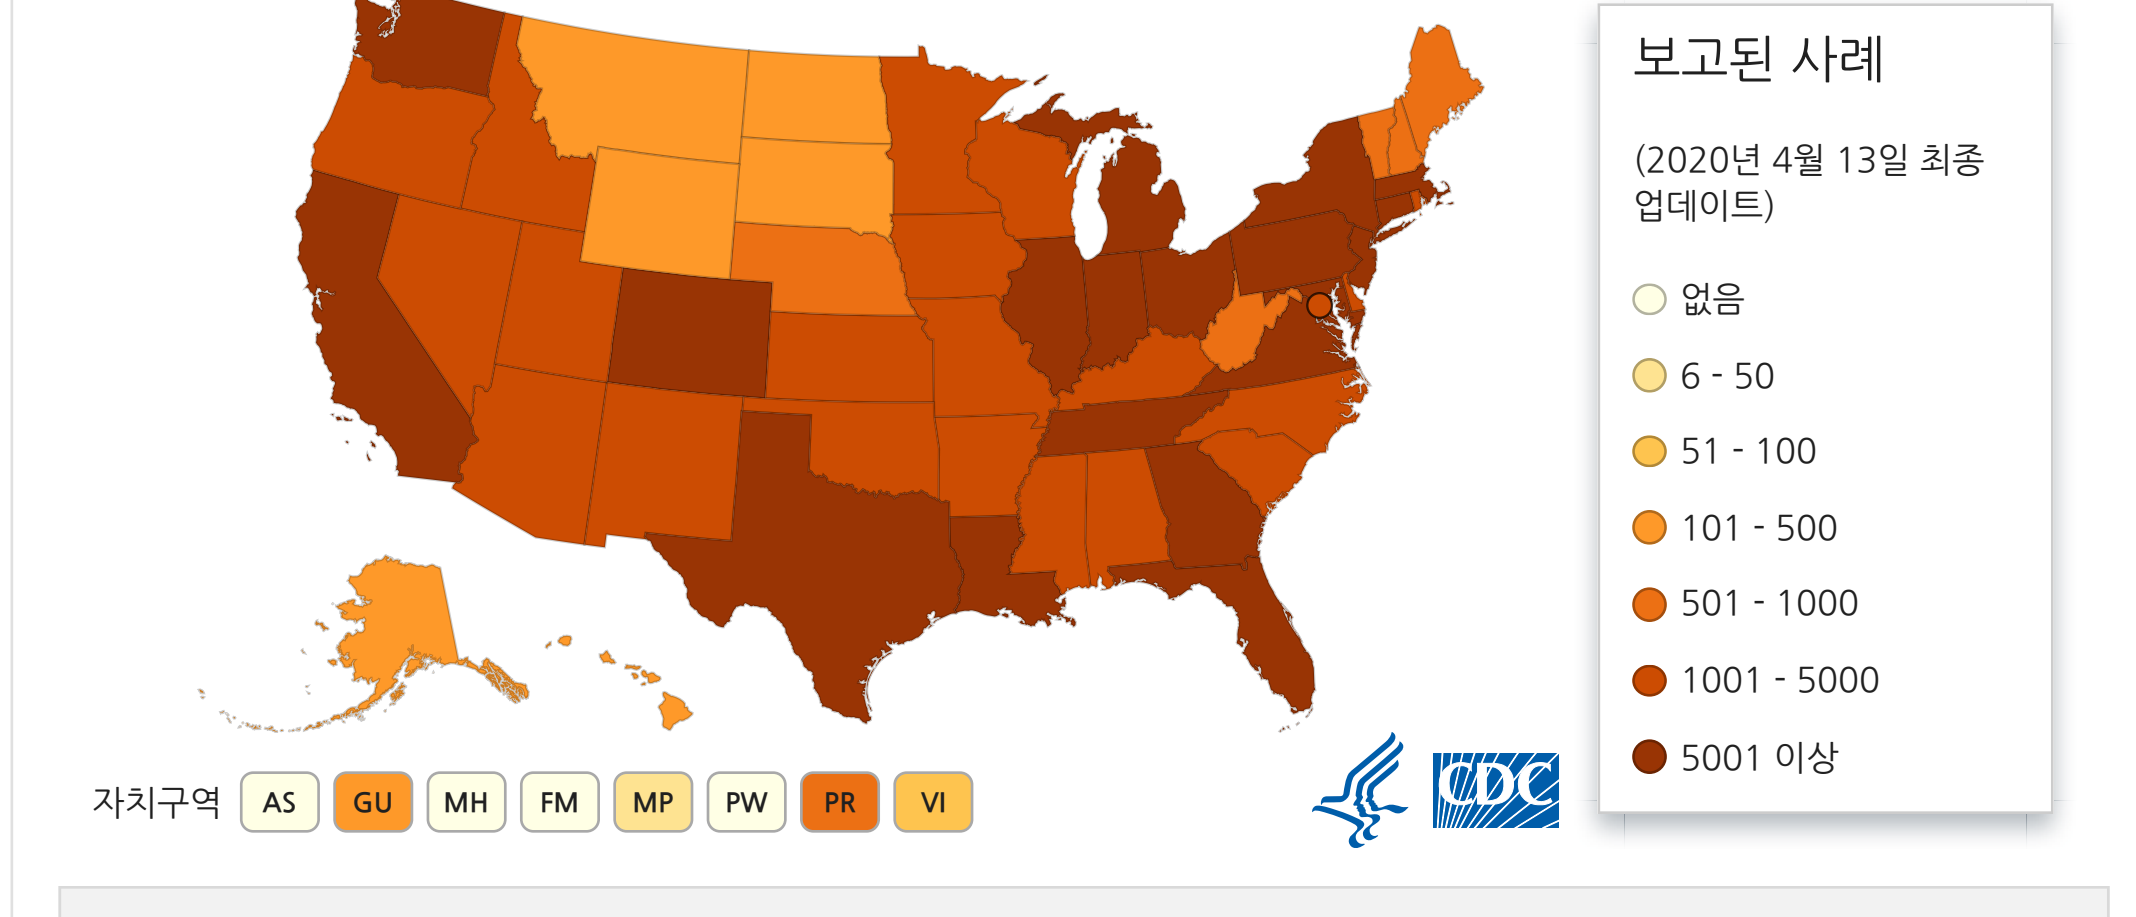 보고된 사례
(2020년 4월 13일 최종
업데이트)
없음
6 - 50
51 - 100
101 - 500
501 - 1000
1001 - 5000
5001 이상
자치구역 AS GU MH FM MP PW PR VI
CDC